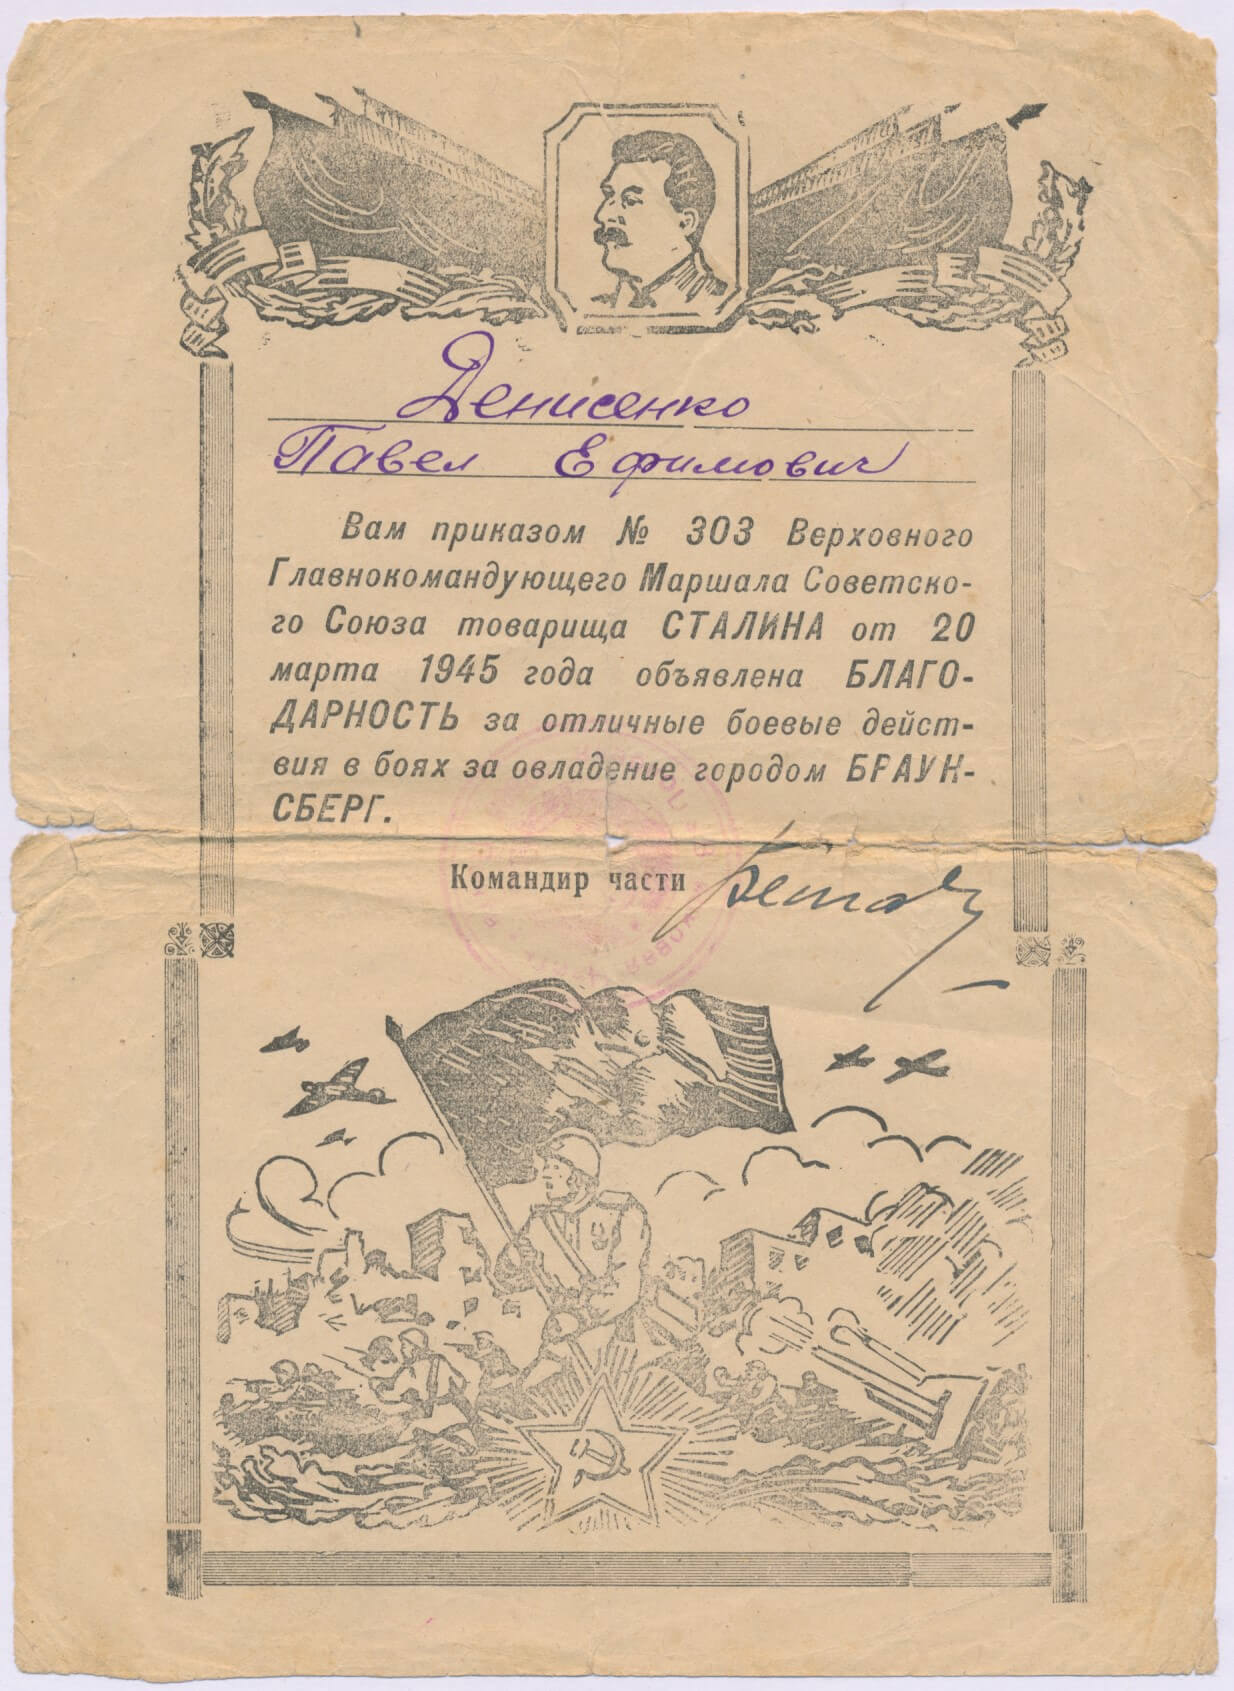 Денисенко
Павел Ефимович
Вам приказом № 303 Верховного
Главнокомандующего Маршала Советско-
го Союза товарища СТАЛИНА от 20
марта 1945 года объявлена БЛАГО-
ДАРНОСТЬ за отличные боевые дейст-
вия в боях за овладение городом БРАУН-
СБЕРГ.
Командир части